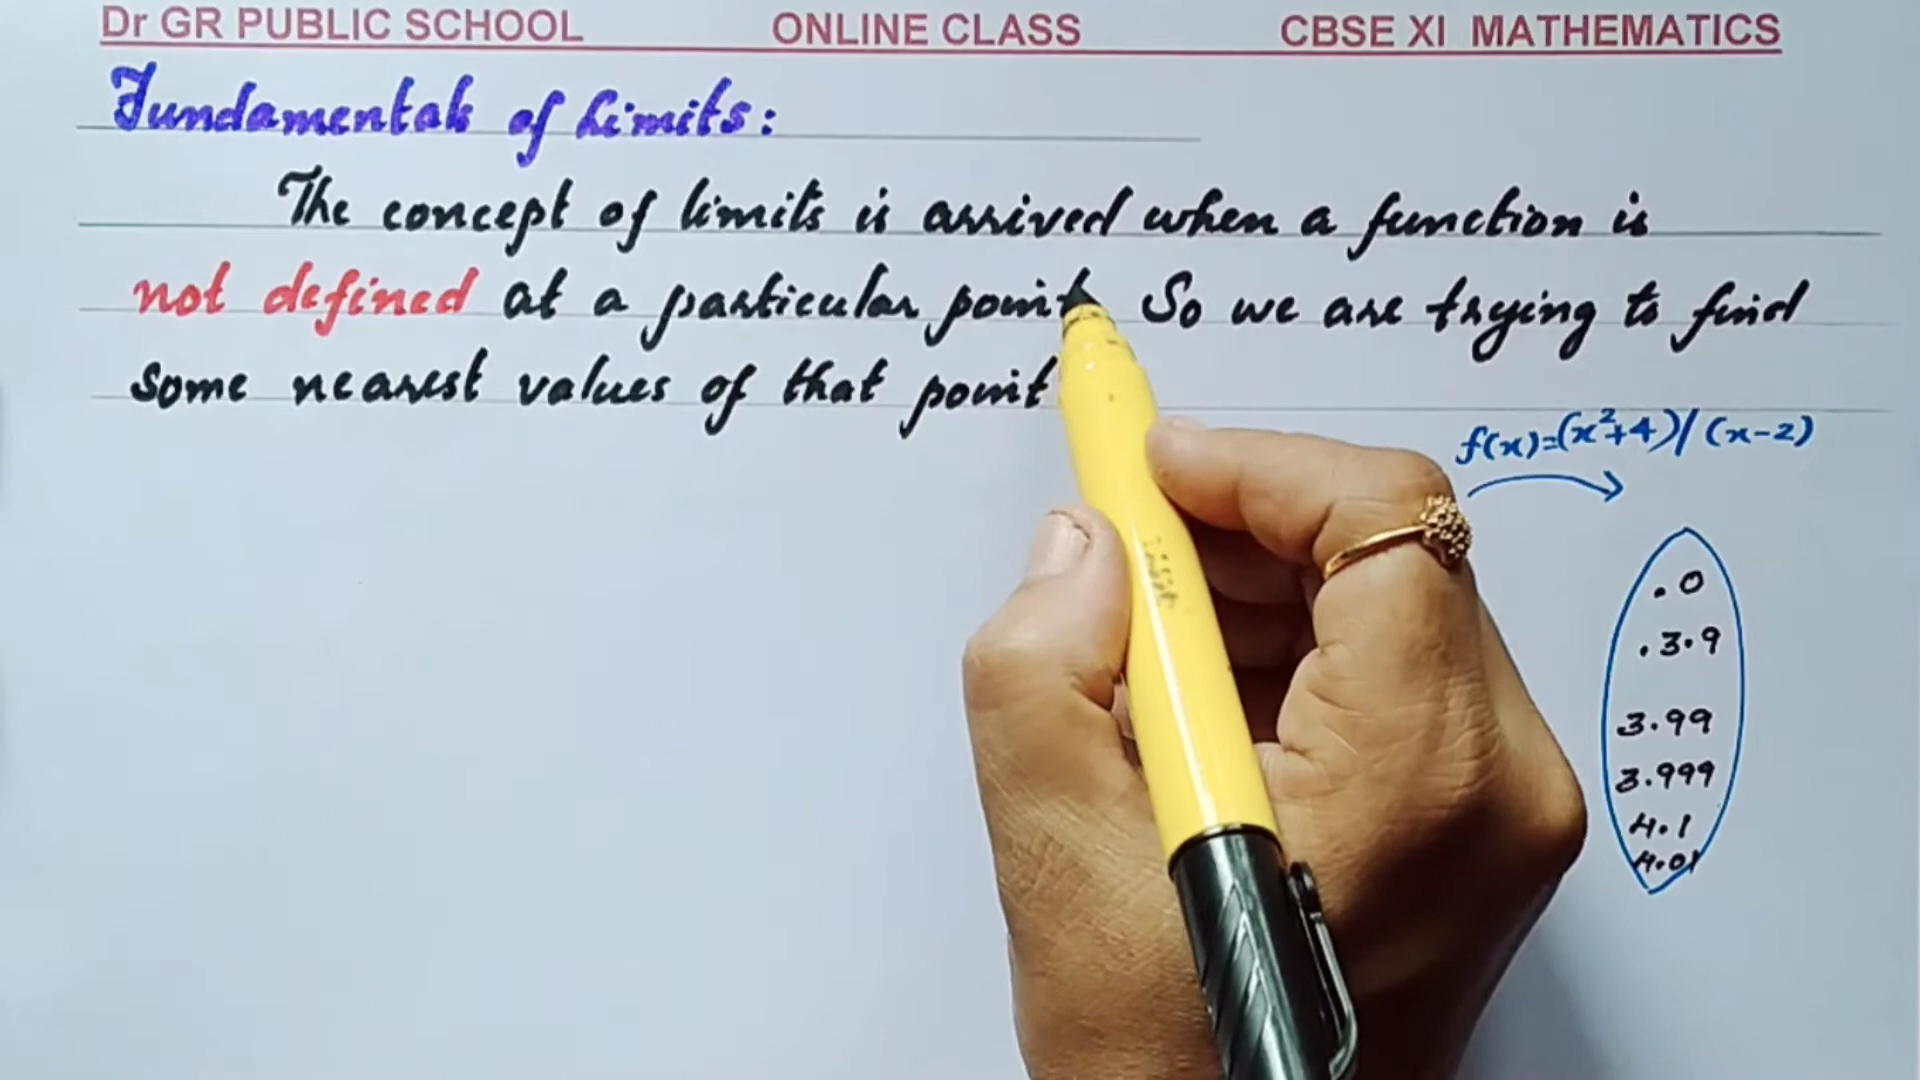 Dr GR PUBLIC SCHOOL ONLINE CLASS CBSE XI MATHEMATICS
Fundamentals of Limits:
The concept of limits is arrived when a function is
not defined at a particular point So we are trying to find
some nearest values of that point
f(x)=(x²+4)/(x-2)
.0
.3.9
3.99
3.999
4.1
4.01